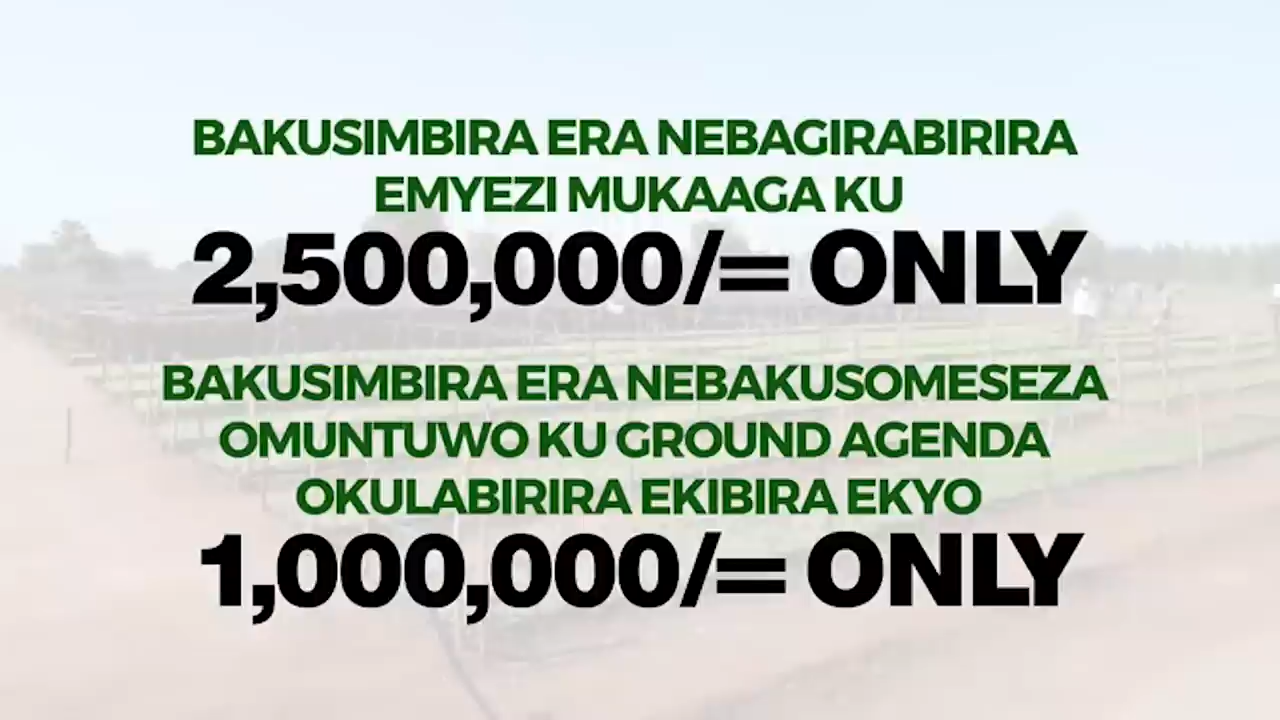 BAKUSIMBIRA ERA NEBAGIRABIRIRA
EMYEZI MUKAAGA KU
2,500,000/= ONLY
BAKUSIMBIRA ERA NEBAKUSOMESEZA
OMUNTUWO KU GROUND AGENDA
OKULABIRIRA EKIBIRA EKYO
1,000,000/= ONLY